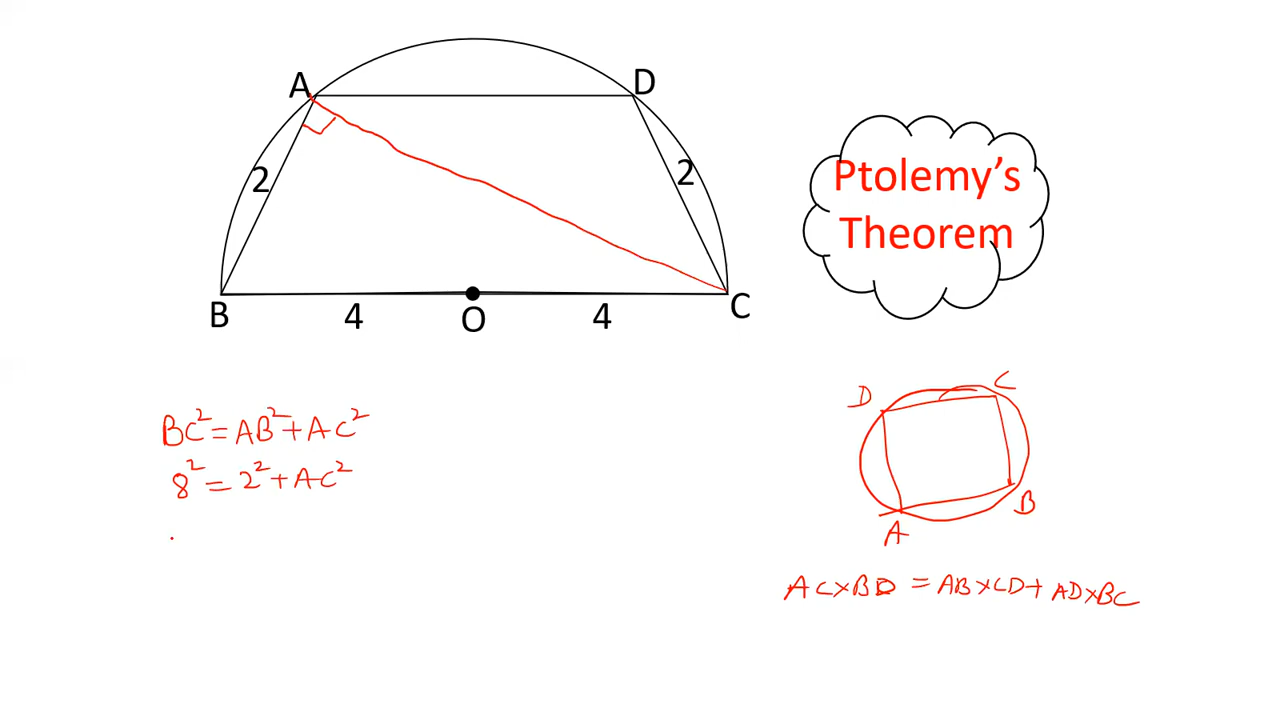 A
D
2
2
B
4
O
4
C
Ptolemy's
Theorem
BC² = AB² + AC²
8² = 2² + AC²
D
C
B
A
AC×BD = AB×CD + AD×BC